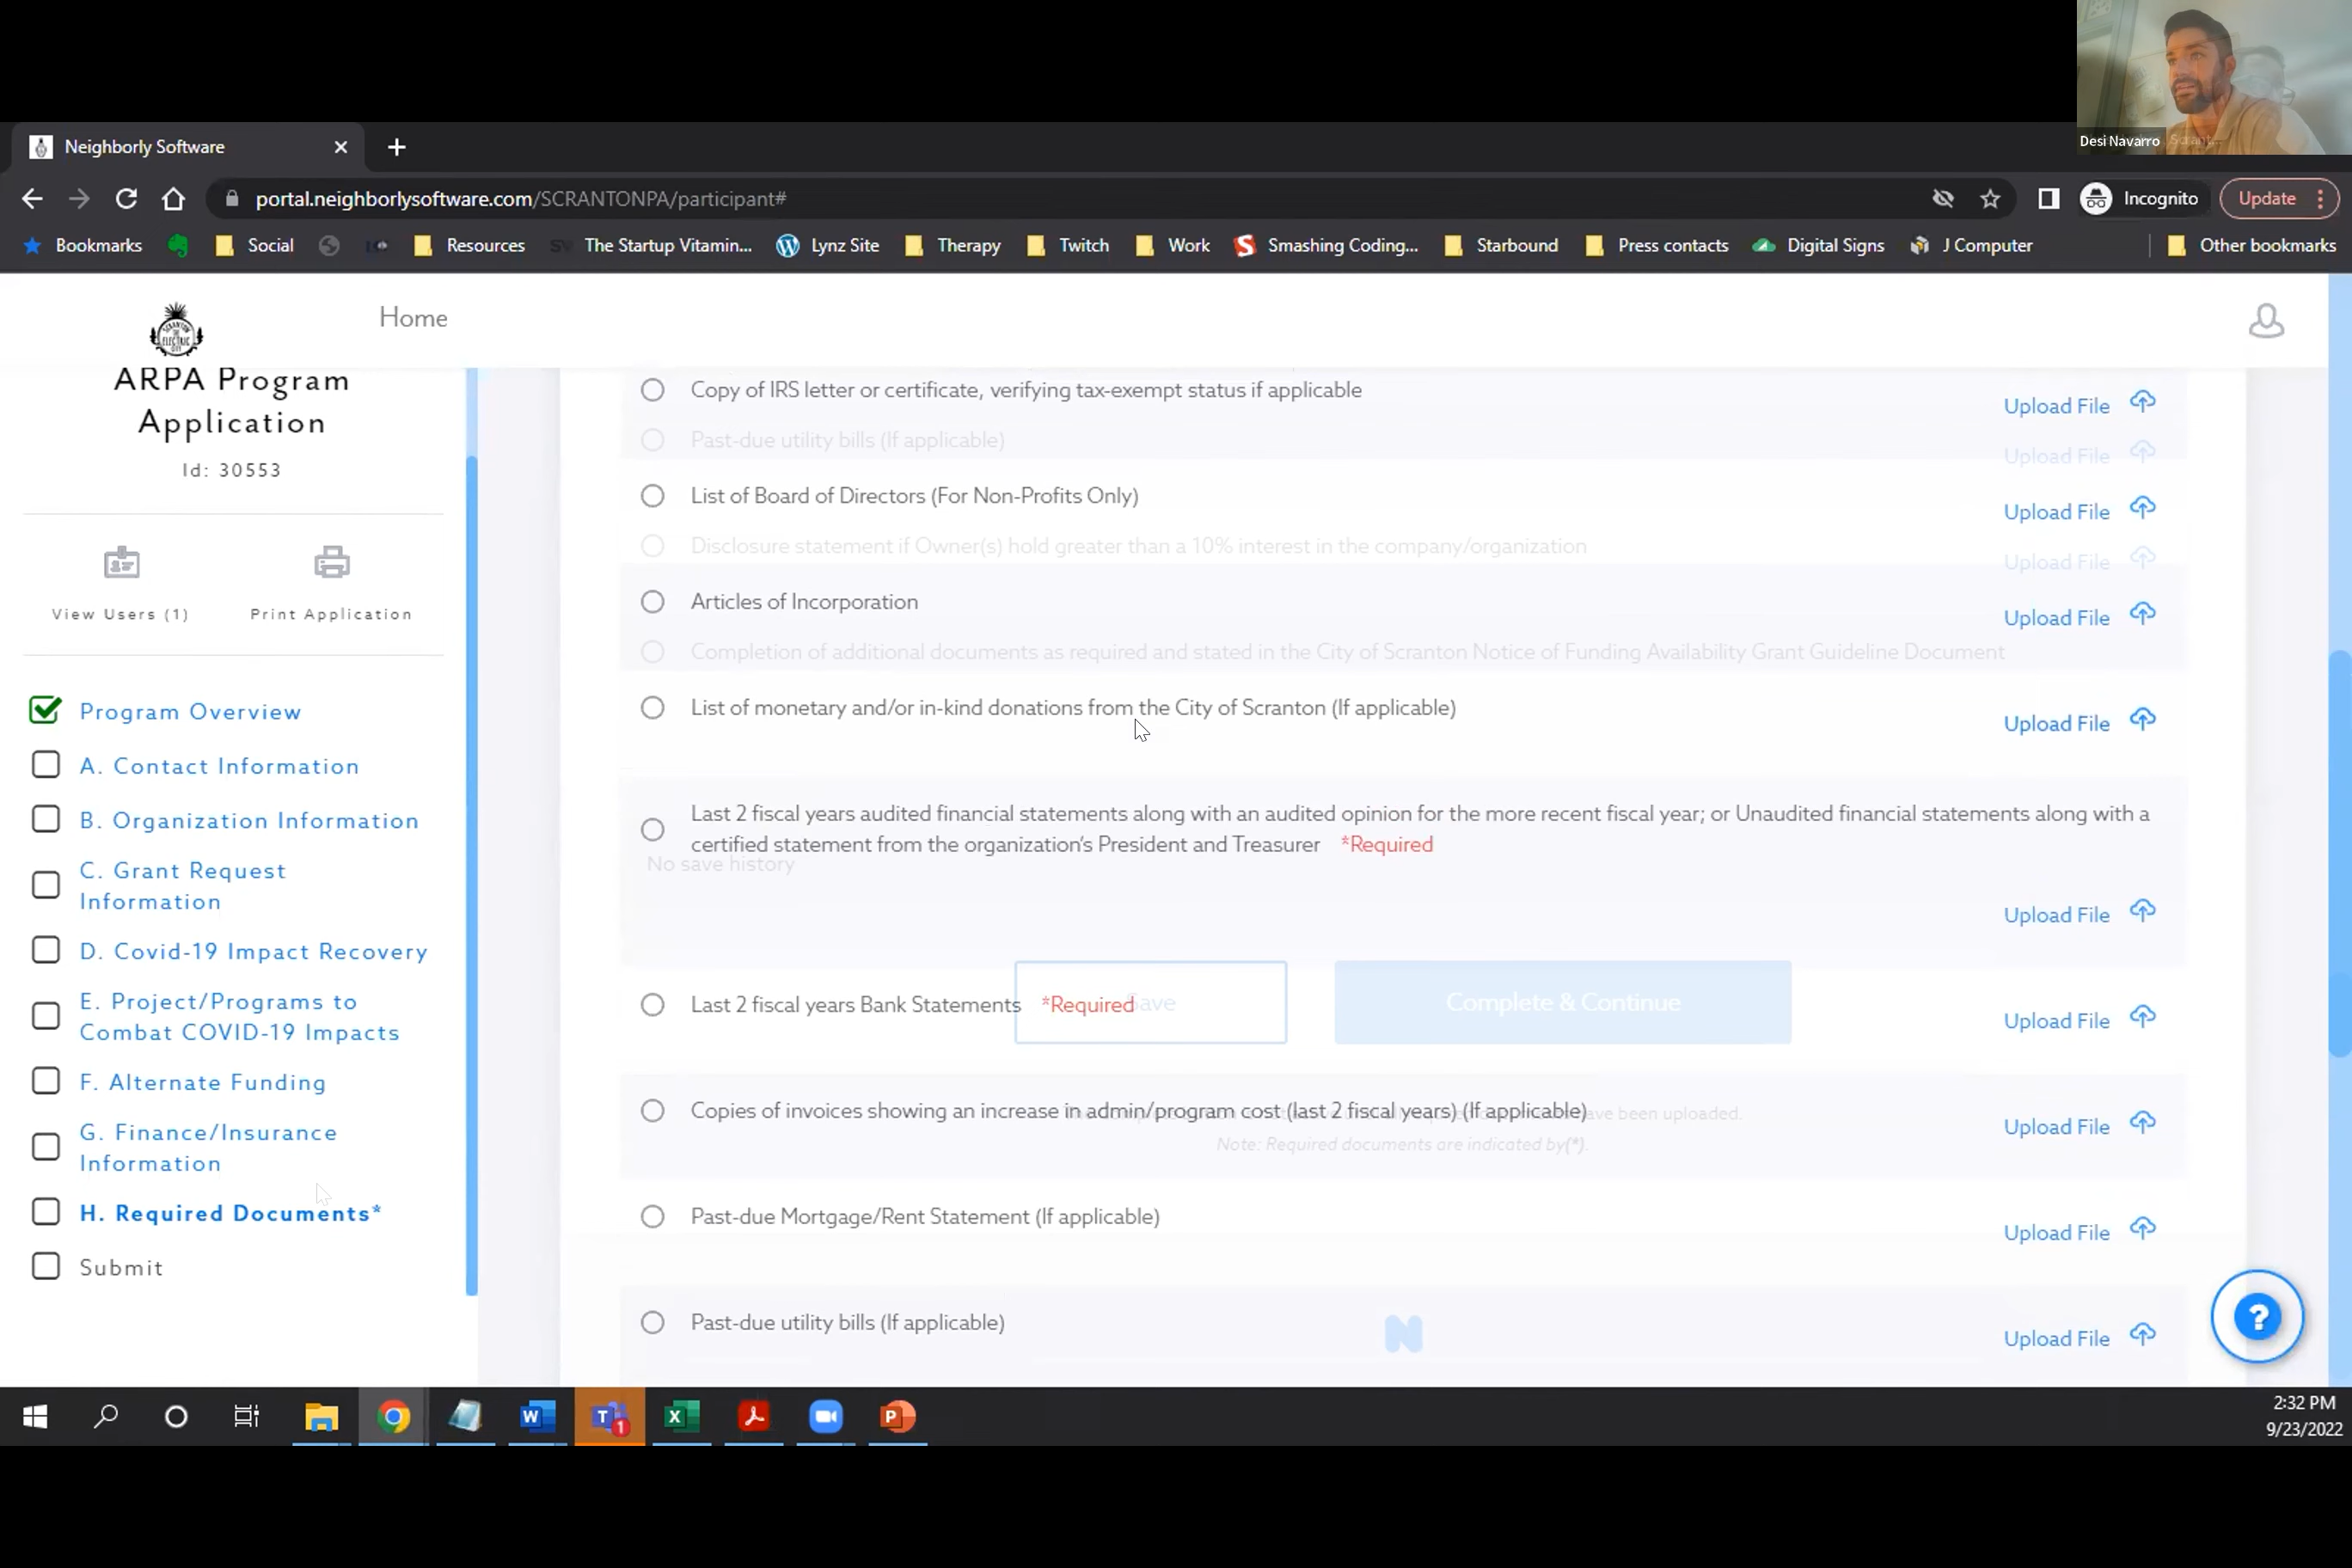 Desi Navarro
Neighborly Software
portal.neighborlysoftware.com/SCRANTONPA/participant#
Incognito
Update
Bookmarks
Social
Resources
The Startup Vitamin...
Lynz Site
Therapy
Twitch
Work
Smashing Coding...
Starbound
Press contacts
Digital Signs
J Computer
Other bookmarks
SCRANTON
THE
ELECTRIC
CITY
Home
ARPA Program
Application
Id: 30553
View Users (1)
Print Application
Program Overview
A. Contact Information
B. Organization Information
C. Grant Request
Information
D. Covid-19 Impact Recovery
E. Project/Programs to
Combat COVID-19 Impacts
F. Alternate Funding
G. Finance/Insurance
Information
H. Required Documents*
Submit
Copy of IRS letter or certificate, verifying tax-exempt status if applicable
Upload File
Past-due utility bills (If applicable)
Upload File
List of Board of Directors (For Non-Profits Only)
Upload File
Disclosure statement if Owner(s) hold greater than a 10% interest in the company/organization
Upload File
Articles of Incorporation
Upload File
Completion of additional documents as required and stated in the City of Scranton Notice of Funding Availability Grant Guideline Document
List of monetary and/or in-kind donations from the City of Scranton (If applicable)
Upload File
Last 2 fiscal years audited financial statements along with an audited opinion for the more recent fiscal year; or Unaudited financial statements along with a
certified statement from the organization's President and Treasurer *Required
No save history
Upload File
Last 2 fiscal years Bank Statements *Required
Save
Complete & Continue
Upload File
Copies of invoices showing an increase in admin/program cost (last 2 fiscal years) (If applicable)
have been uploaded.
Upload File
Note: Required documents are indicated by(*).
Past-due Mortgage/Rent Statement (If applicable)
Upload File
Past-due utility bills (If applicable)
Upload File
2:32 PM
9/23/2022